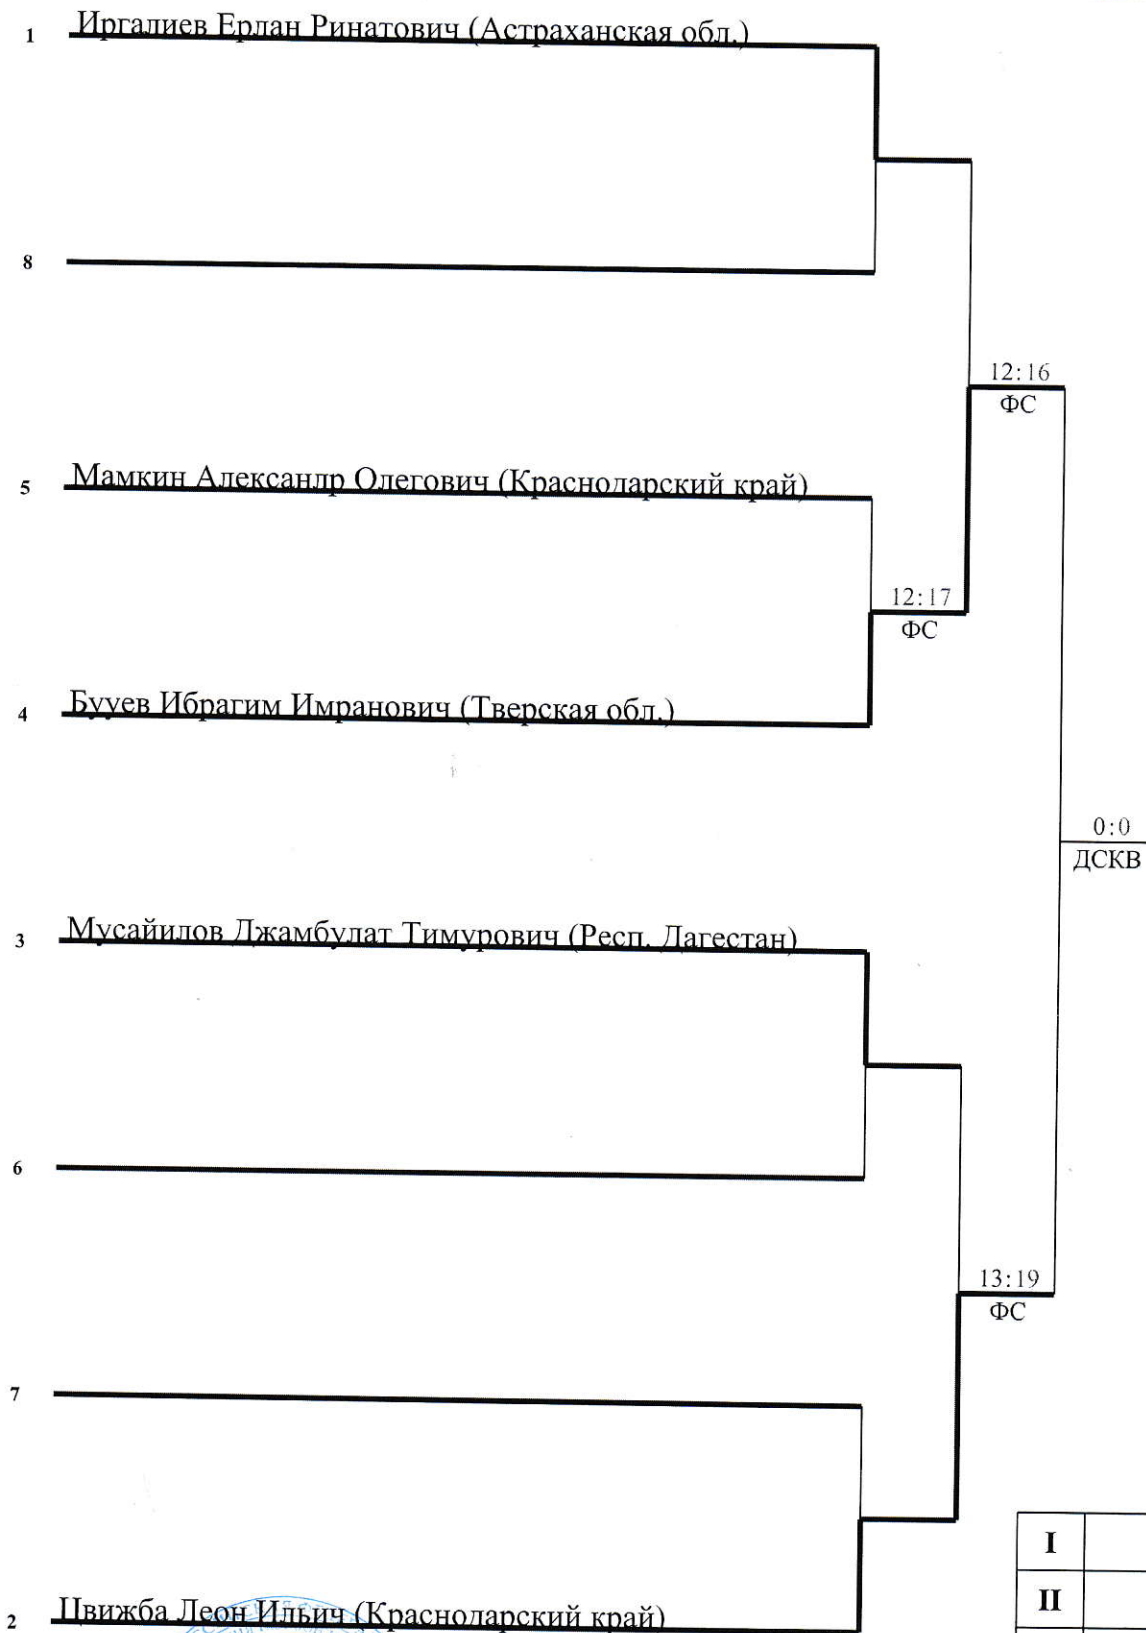 1 Иргалиев Ерлан Ринатович (Астраханская обл.)
8
12:16
ФС
5 Мамкин Александр Олегович (Краснодарский край)
12:17
ФС
4 Бууев Ибрагим Имранович (Тверская обл.)
0:0
ДСКВ
3 Мусайилов Джамбулат Тимурович (Респ. Дагестан)
6
13:19
ФС
7
I
II
2 Цвижба Леон Ильич (Краснодарский край)